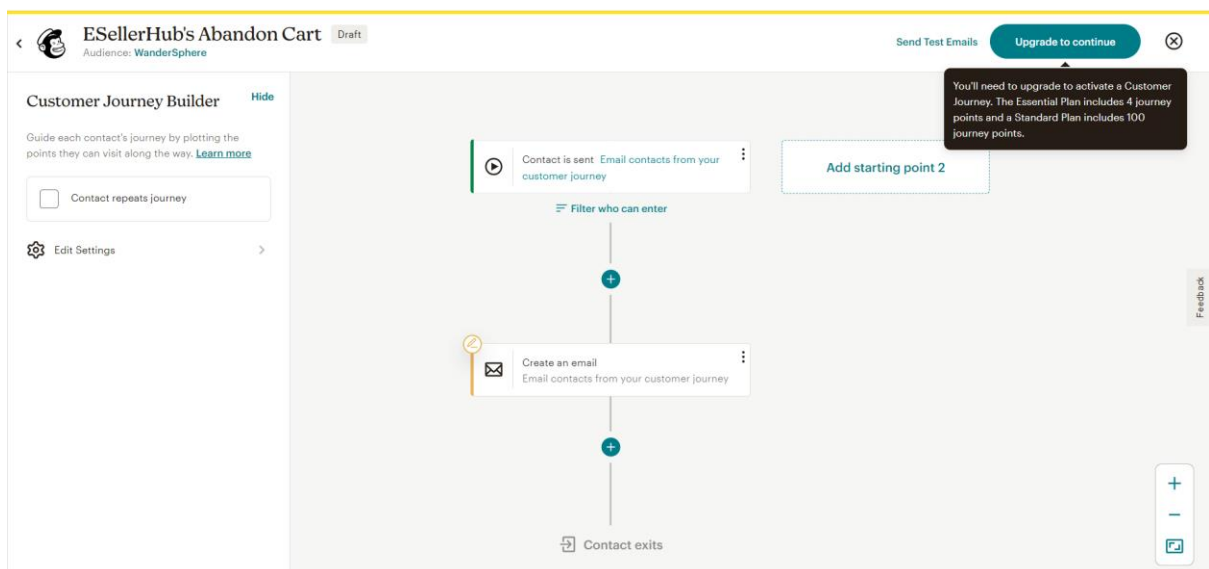 ESellerHub's Abandon Cart Draft
Audience: WanderSphere
Send Test Emails
Upgrade to continue
You'll need to upgrade to activate a Customer
Journey. The Essential Plan includes 4 journey
points and a Standard Plan includes 100
journey points.
Customer Journey Builder Hide
Guide each contact's journey by plotting the
points they can visit along the way. Learn more
Contact repeats journey
Edit Settings
Contact is sent Email contacts from your
customer journey
Add starting point 2
Filter who can enter
Create an email
Email contacts from your customer journey
Contact exits
Feedback